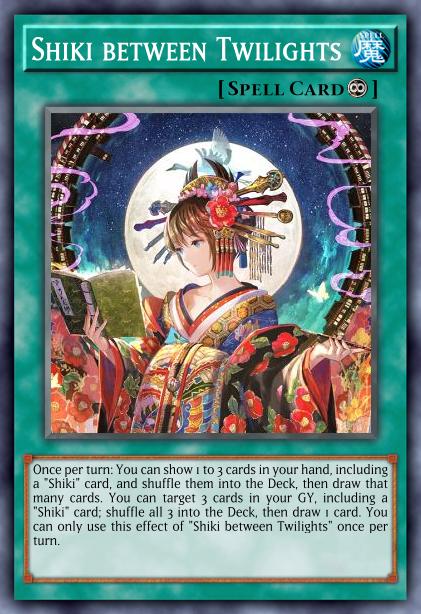 Shiki between Twilights
SPELL
魔
[Spell Card]
Once per turn: You can show 1 to 3 cards in your hand, including
a "Shiki" card, and shuffle them into the Deck, then draw that
many cards. You can target 3 cards in your GY, including a
"Shiki" card; shuffle all 3 into the Deck, then draw 1 card. You
can only use this effect of "Shiki between Twilights" once per
turn.